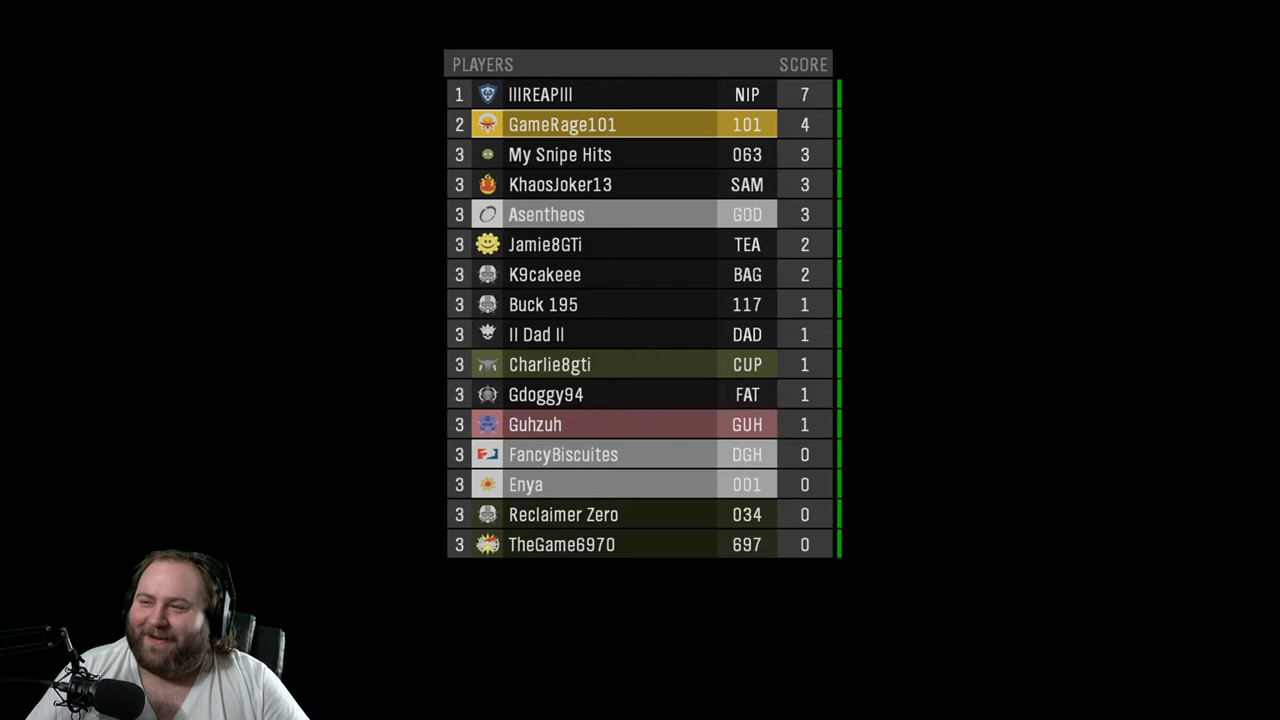 PLAYERS SCORE
1 IIIREAPIII NIP 7
2 GameRage101 101 4
3 My Snipe Hits 063 3
3 KhaosJoker13 SAM 3
3 Asentheos GOD 3
3 Jamie8GTi TEA 2
3 K9cakeee BAG 2
3 Buck 195 117 1
3 II Dad II DAD 1
3 Charlie8gti CUP 1
3 Gdoggy94 FAT 1
3 Guhzuh GUH 1
3 FancyBiscuites DGH 0
3 Enya 001 0
3 Reclaimer Zero 034 0
3 TheGame6970 697 0